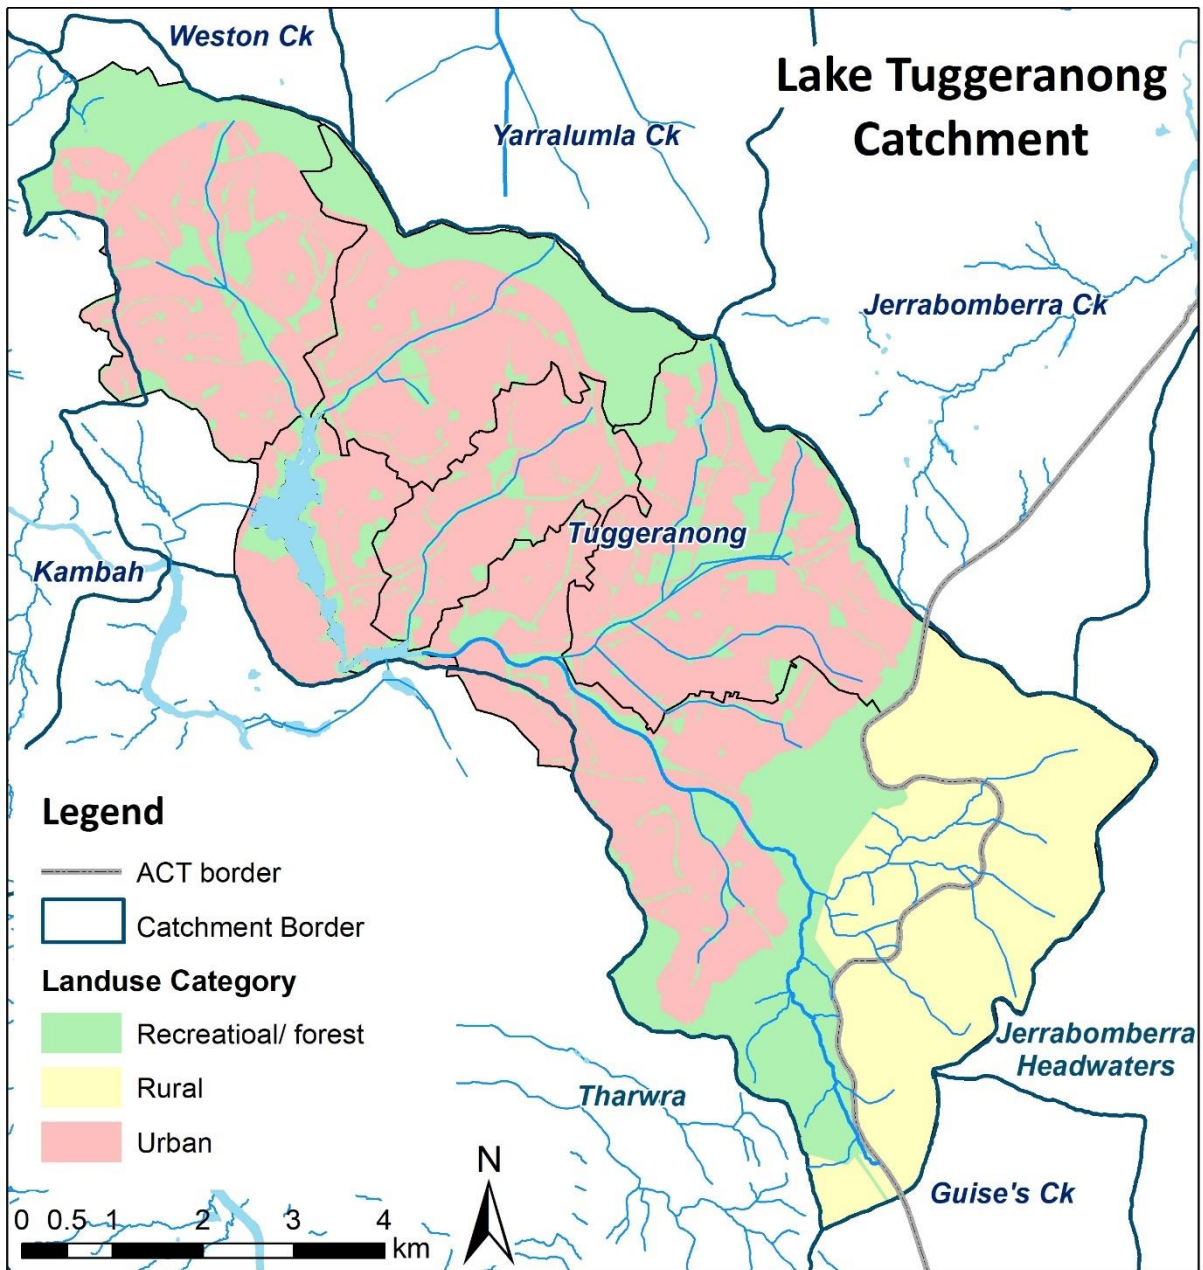 Weston Ck
Lake Tuggeranong
Catchment
Yarralumla Ck
Jerrabomberra Ck
Tuggeranong
Kambah
Legend
ACT border
Catchment Border
Landuse Category
Recreatioal/ forest
Rural
Urban
Jerrabomberra
Headwaters
Tharwra
N
Guise's Ck
0 0.5 1 2 3 4
km